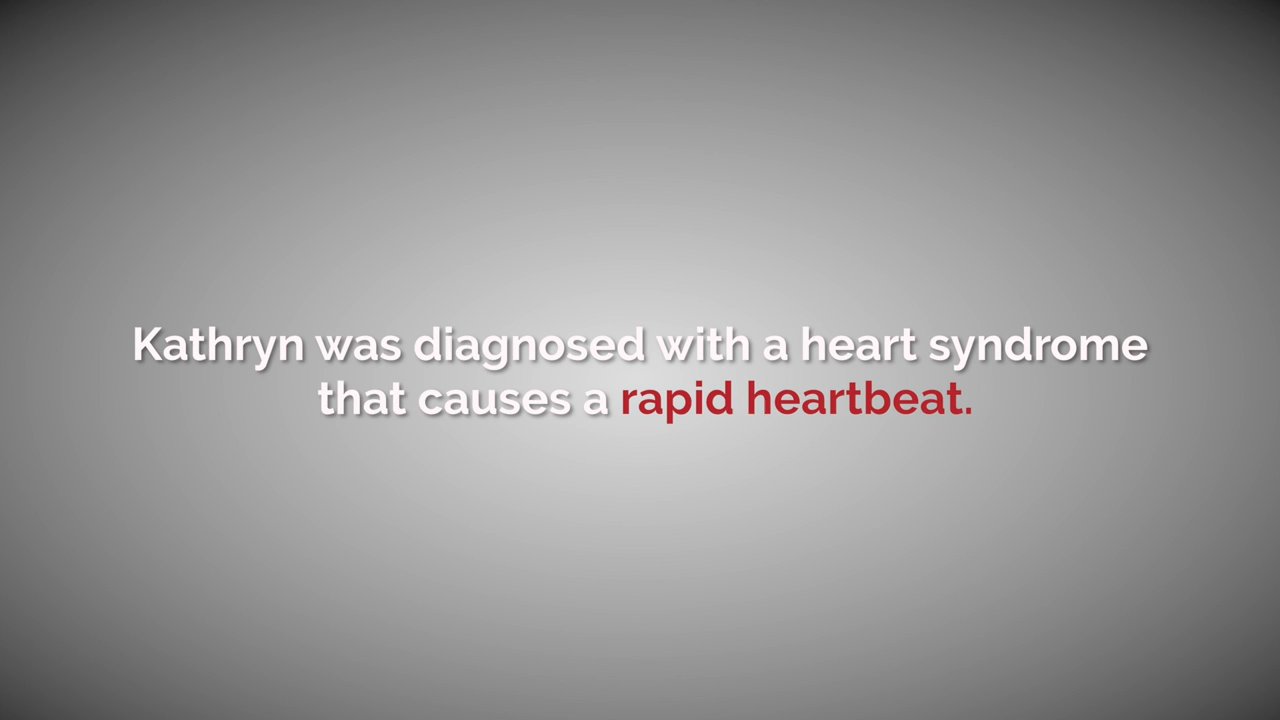 Kathryn was diagnosed with a heart syndrome
that causes a rapid heartbeat.